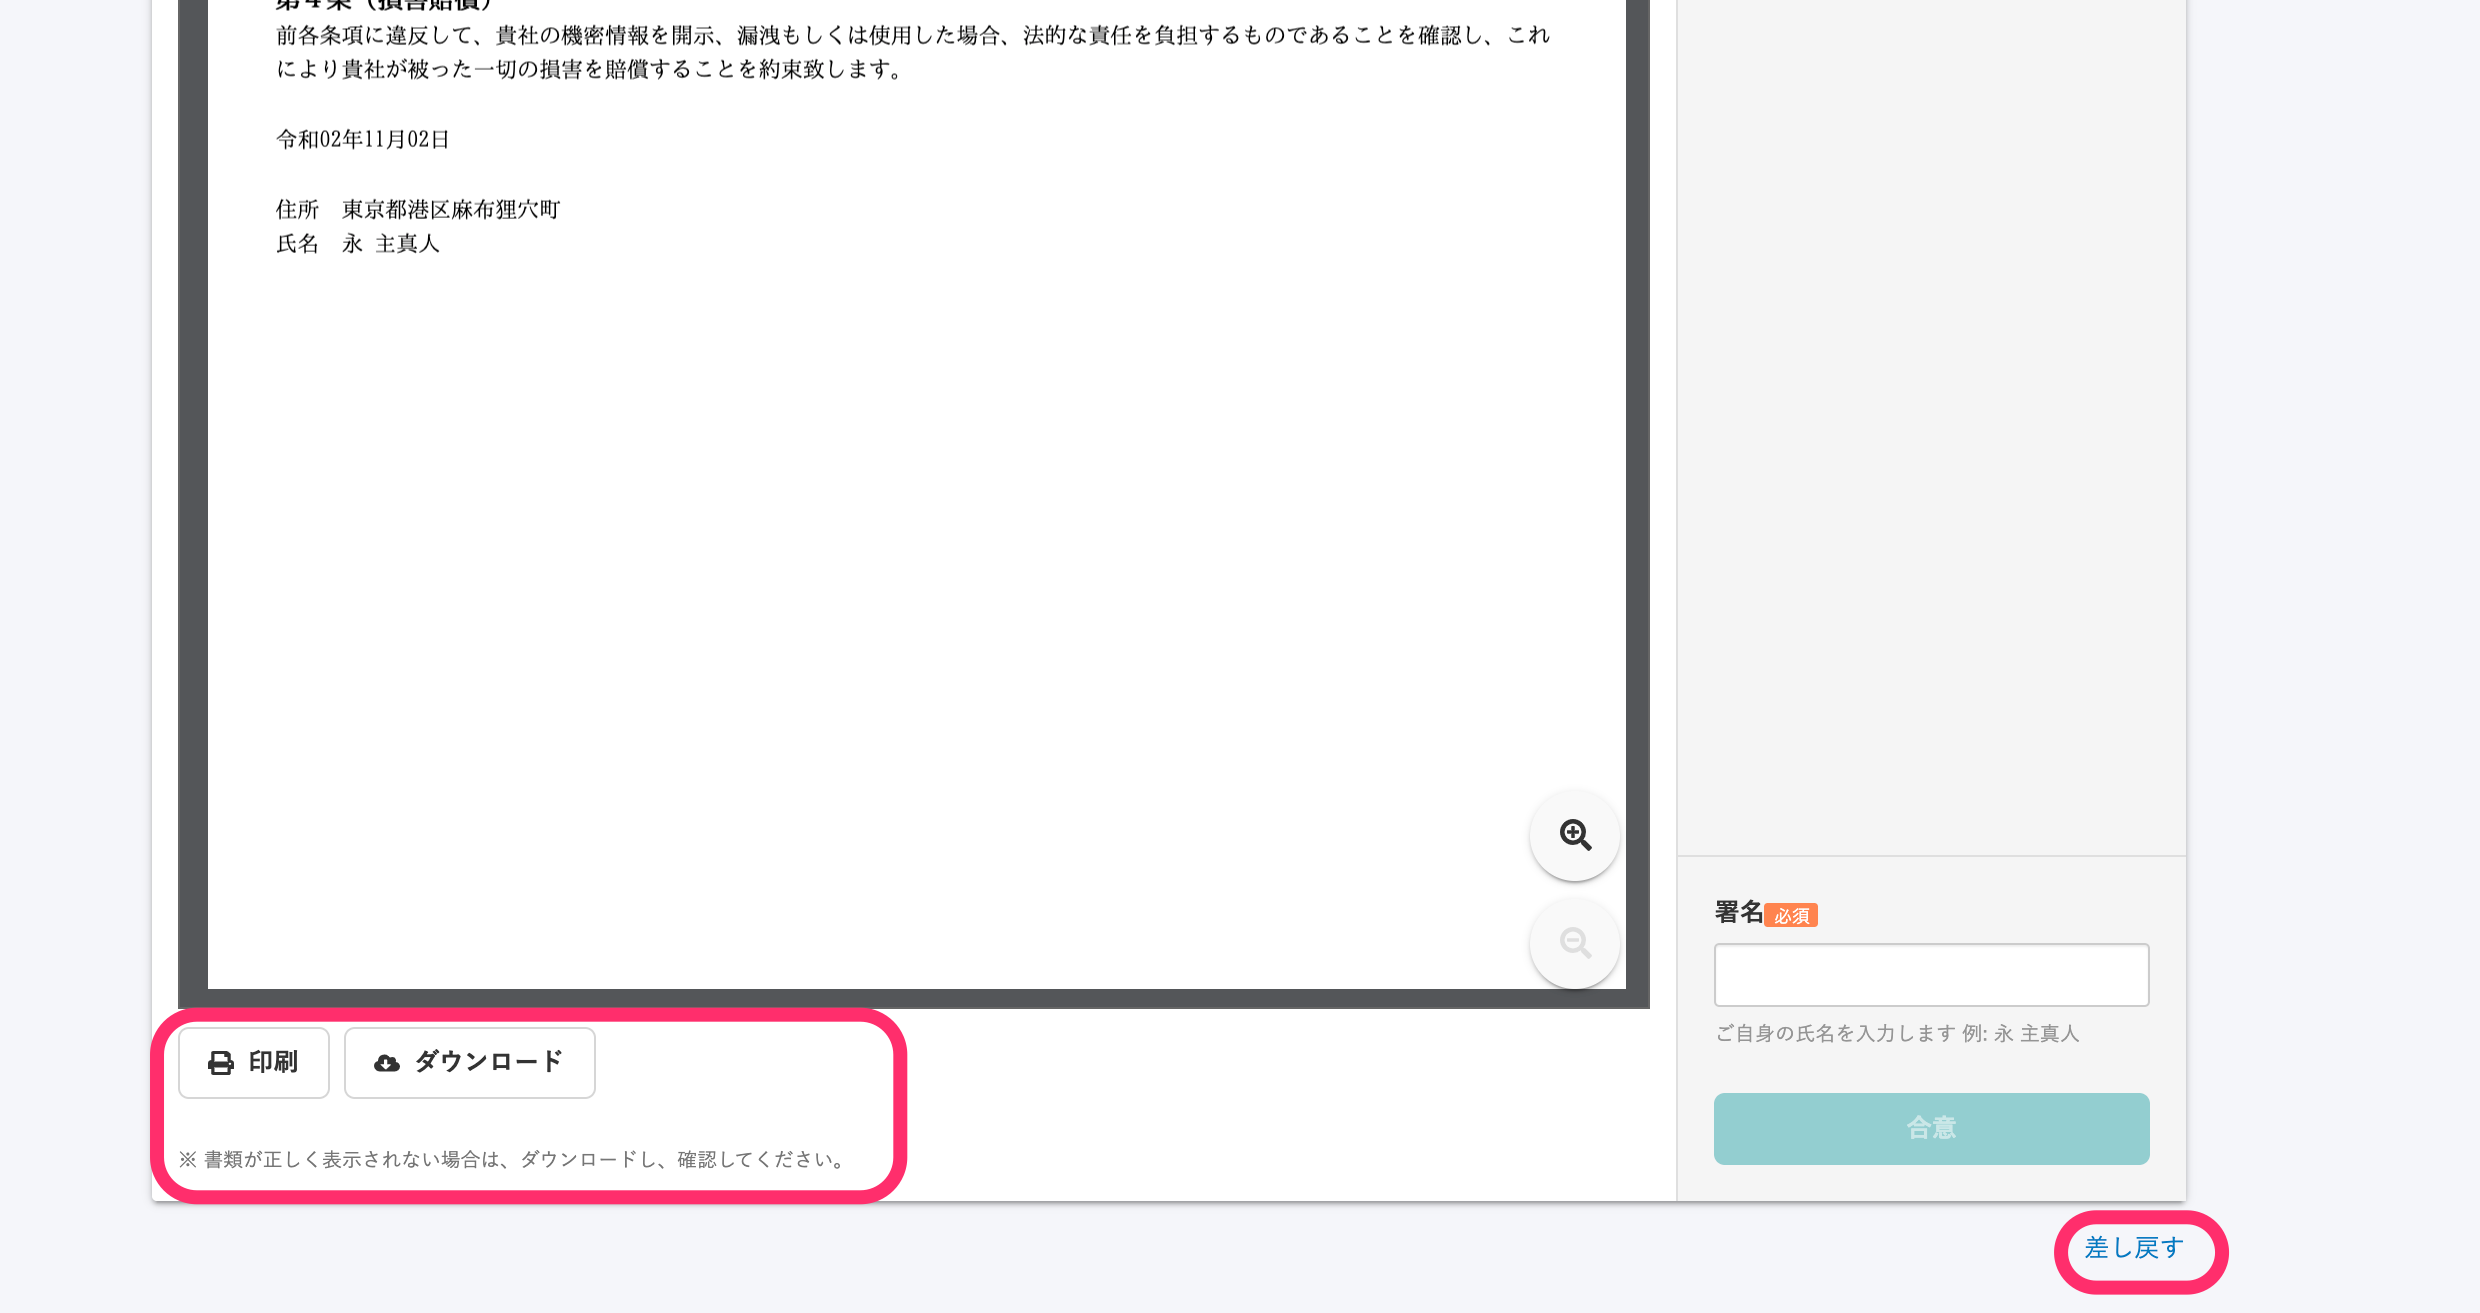 第4条（損害賠償）
前各条項に違反して、貴社の機密情報を開示、漏洩もしくは使用した場合、法的な責任を負担するものであることを確認し、これ
により貴社が被った一切の損害を賠償することを約束致します。
令和02年11月02日
住所　東京都港区麻布狸穴町
氏名　永 主真人
印刷
ダウンロード
※ 書類が正しく表示されない場合は、ダウンロードし、確認してください。
署名 必須
ご自身の氏名を入力します 例: 永 主真人
合意
差し戻す